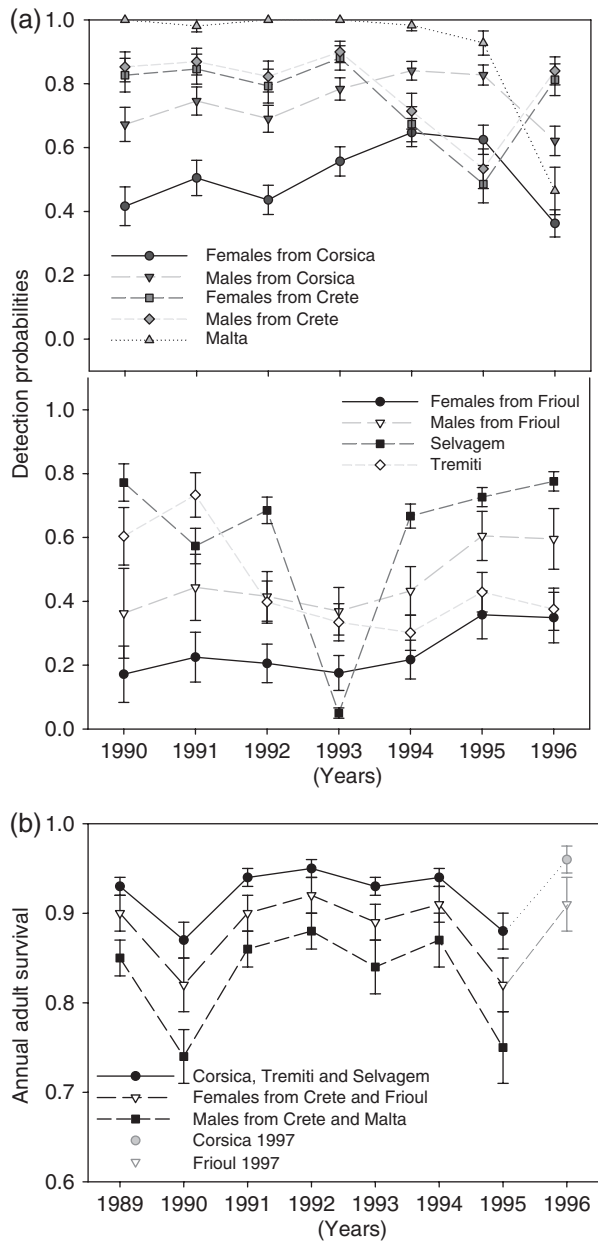 (a)
1.0
0.8
0.6
0.4
0.2
0.0
Females from Corsica
Males from Corsica
Females from Crete
Males from Crete
Malta
Detection probabilities
1.0
0.8
0.6
0.4
0.2
0.0
Females from Frioul
Males from Frioul
Selvagem
Tremiti
1990 1991 1992 1993 1994 1995 1996
(Years)
(b)
1.0
0.9
0.8
0.7
0.6
Annual adult survival
Corsica, Tremiti and Selvagem
Females from Crete and Frioul
Males from Crete and Malta
Corsica 1997
Frioul 1997
1989 1990 1991 1992 1993 1994 1995 1996
(Years)